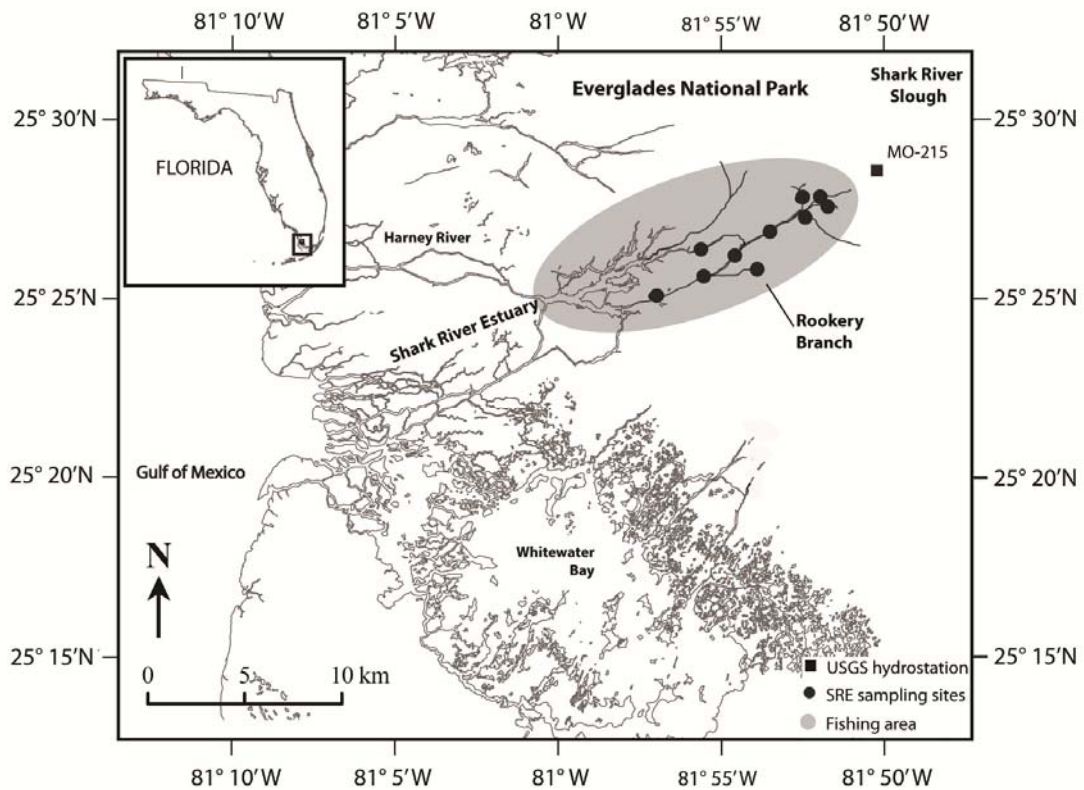 81° 10′W 81° 5′W 81° W 81° 55′W 81° 50′W
FLORIDA
Everglades National Park
Shark River
Slough
MO-215
25° 30′N 25° 30′N
Harney River
25° 25′N 25° 25′N
Shark River Estuary
Rookery
Branch
25° 20′N 25° 20′N
Gulf of Mexico
Whitewater
Bay
N
25° 15′N 25° 15′N
0 5 10 km
USGS hydrostation
SRE sampling sites
Fishing area
81° 10′W 81° 5′W 81° W 81° 55′W 81° 50′W